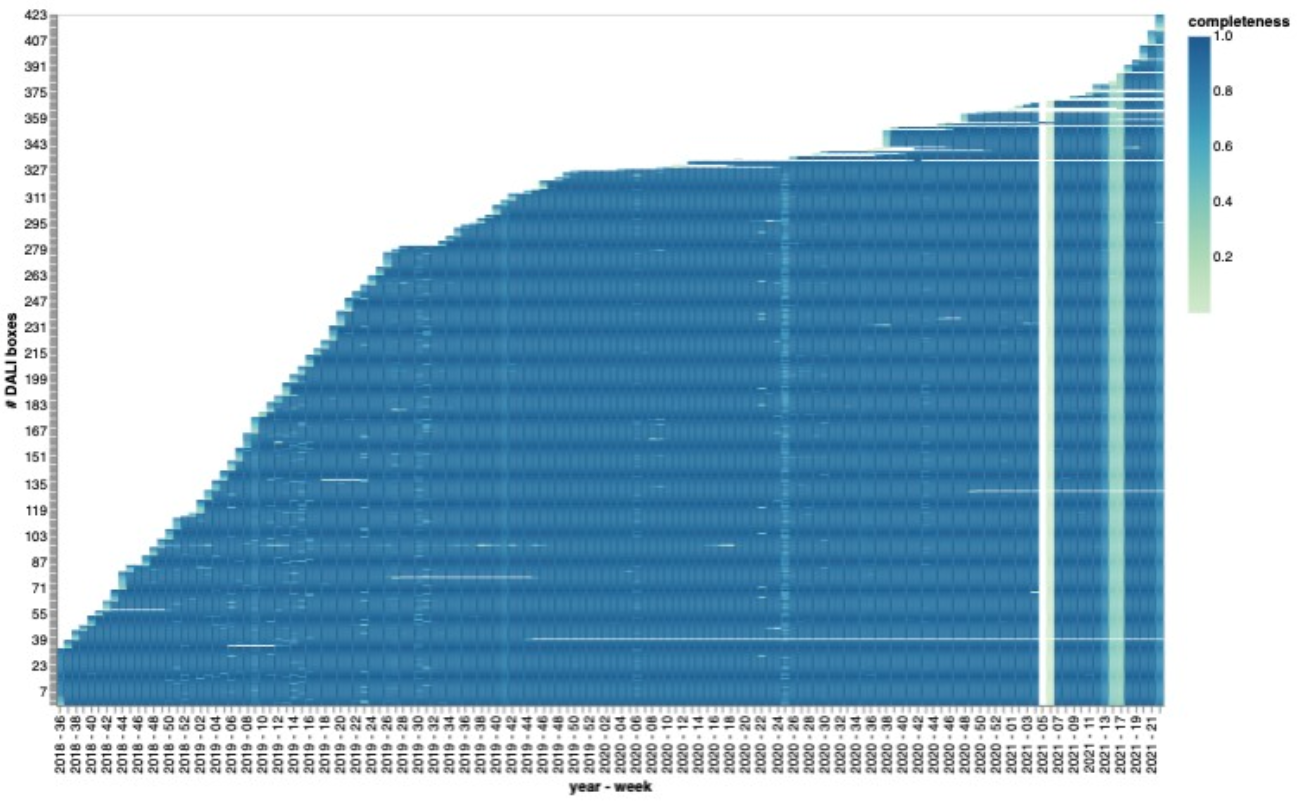 423
407
391
375
359
343
327
311
295
279
263
247
231
215
199
183
167
151
135
119
103
87
71
55
39
23
7
# DALI boxes
2018 - 36
2018 - 38
2018 - 40
2018 - 42
2018 - 44
2018 - 46
2018 - 48
2018 - 50
2018 - 52
2019 - 02
2019 - 04
2019 - 06
2019 - 08
2019 - 10
2019 - 12
2019 - 14
2019 - 16
2019 - 18
2019 - 20
2019 - 22
2019 - 24
2019 - 26
2019 - 28
2019 - 30
2019 - 32
2019 - 34
2019 - 36
2019 - 38
2019 - 40
2019 - 42
2019 - 44
2019 - 46
2019 - 48
2019 - 50
2019 - 52
2020 - 02
2020 - 04
2020 - 06
2020 - 08
2020 - 10
2020 - 12
2020 - 14
2020 - 16
2020 - 18
2020 - 20
2020 - 22
2020 - 24
2020 - 26
2020 - 28
2020 - 30
2020 - 32
2020 - 34
2020 - 36
2020 - 38
2020 - 40
2020 - 42
2020 - 44
2020 - 46
2020 - 48
2020 - 50
2020 - 52
2021 - 01
2021 - 03
2021 - 05
2021 - 07
2021 - 09
2021 - 11
2021 - 13
2021 - 17
2021 - 19
2021 - 21
year - week
completeness
1.0
0.8
0.6
0.4
0.2